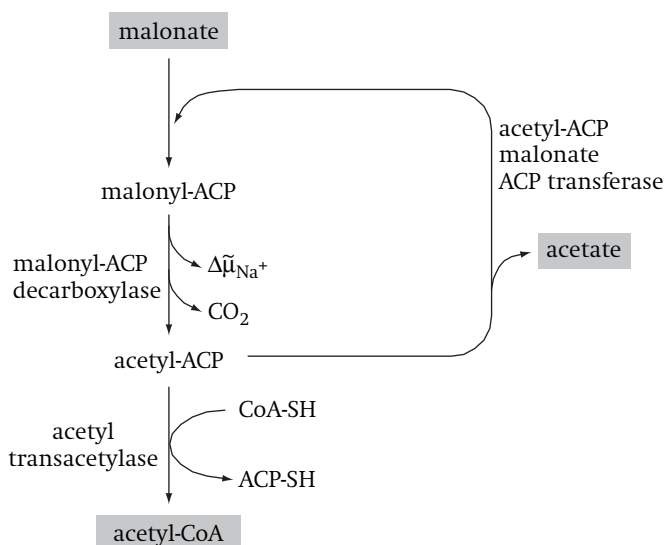 malonate
acetyl-ACP
malonate
ACP transferase
malonyl-ACP
malonyl-ACP
decarboxylase
Δμ̃Na⁺
CO₂
acetate
acetyl-ACP
acetyl
transacetylase
CoA-SH
ACP-SH
acetyl-CoA